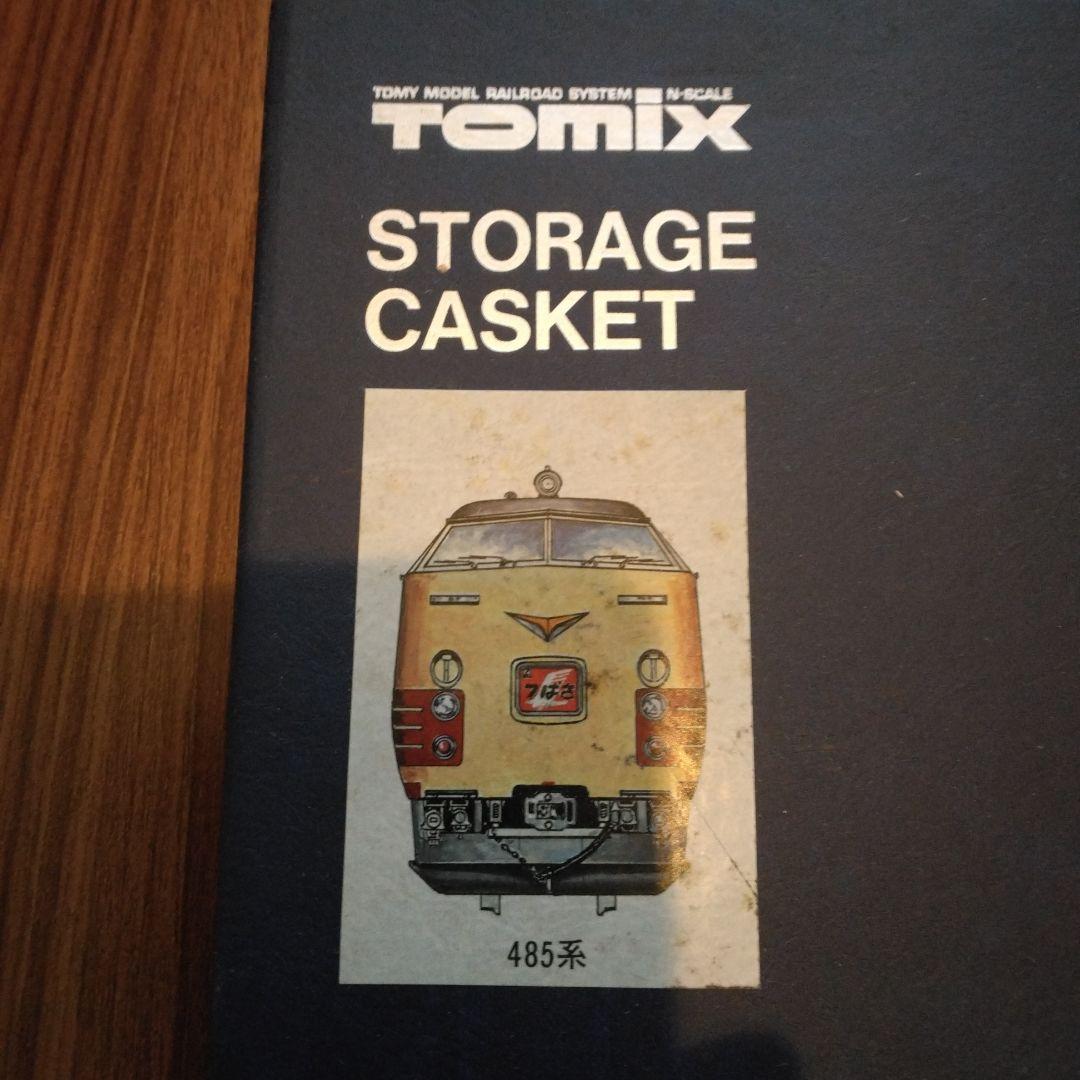 TOMY MODEL RAILROAD SYSTEM N-SCALE
TOMIX
STORAGE
CASKET
つばさ
485系